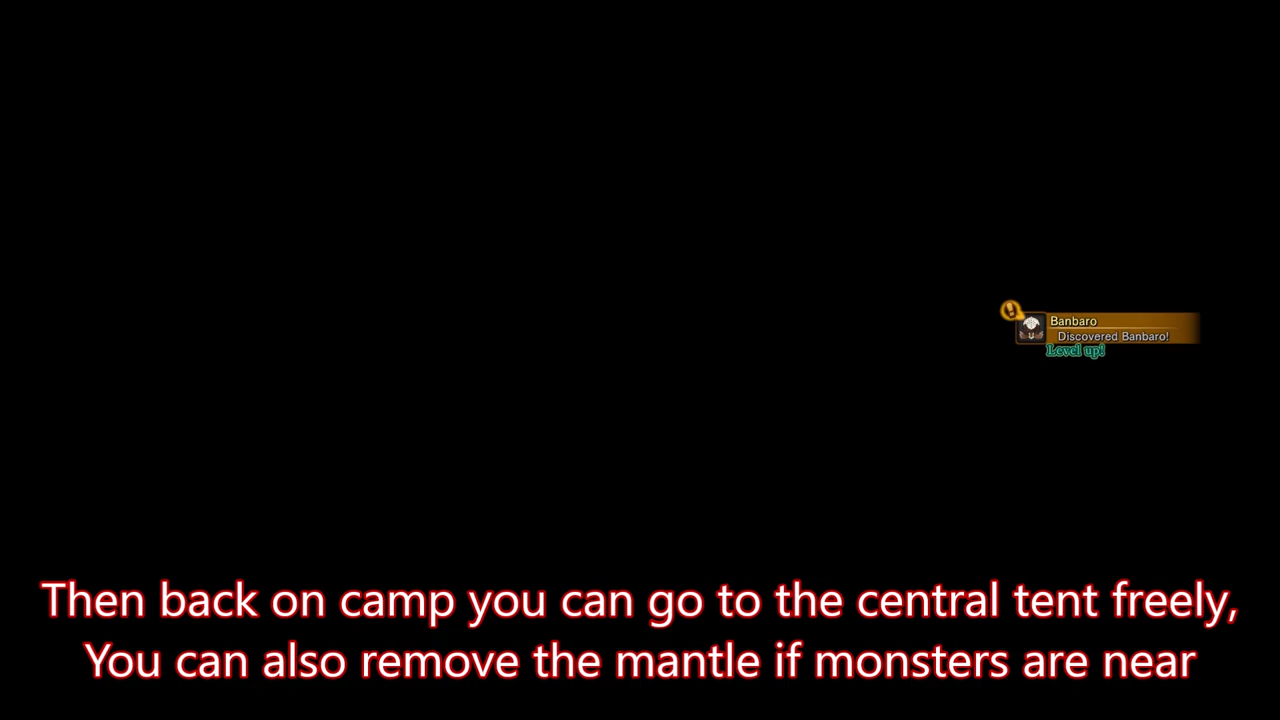 Banbaro
Discovered Banbaro!
Level up!
Then back on camp you can go to the central tent freely,
You can also remove the mantle if monsters are near